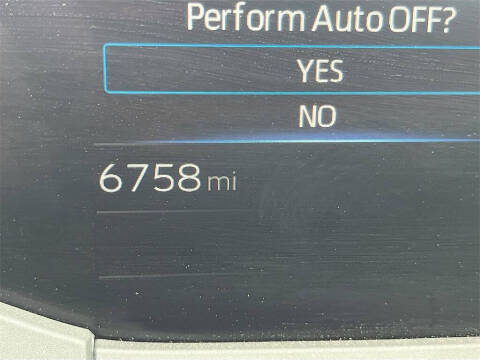 Perform Auto OFF?
YES
NO
6758 mi